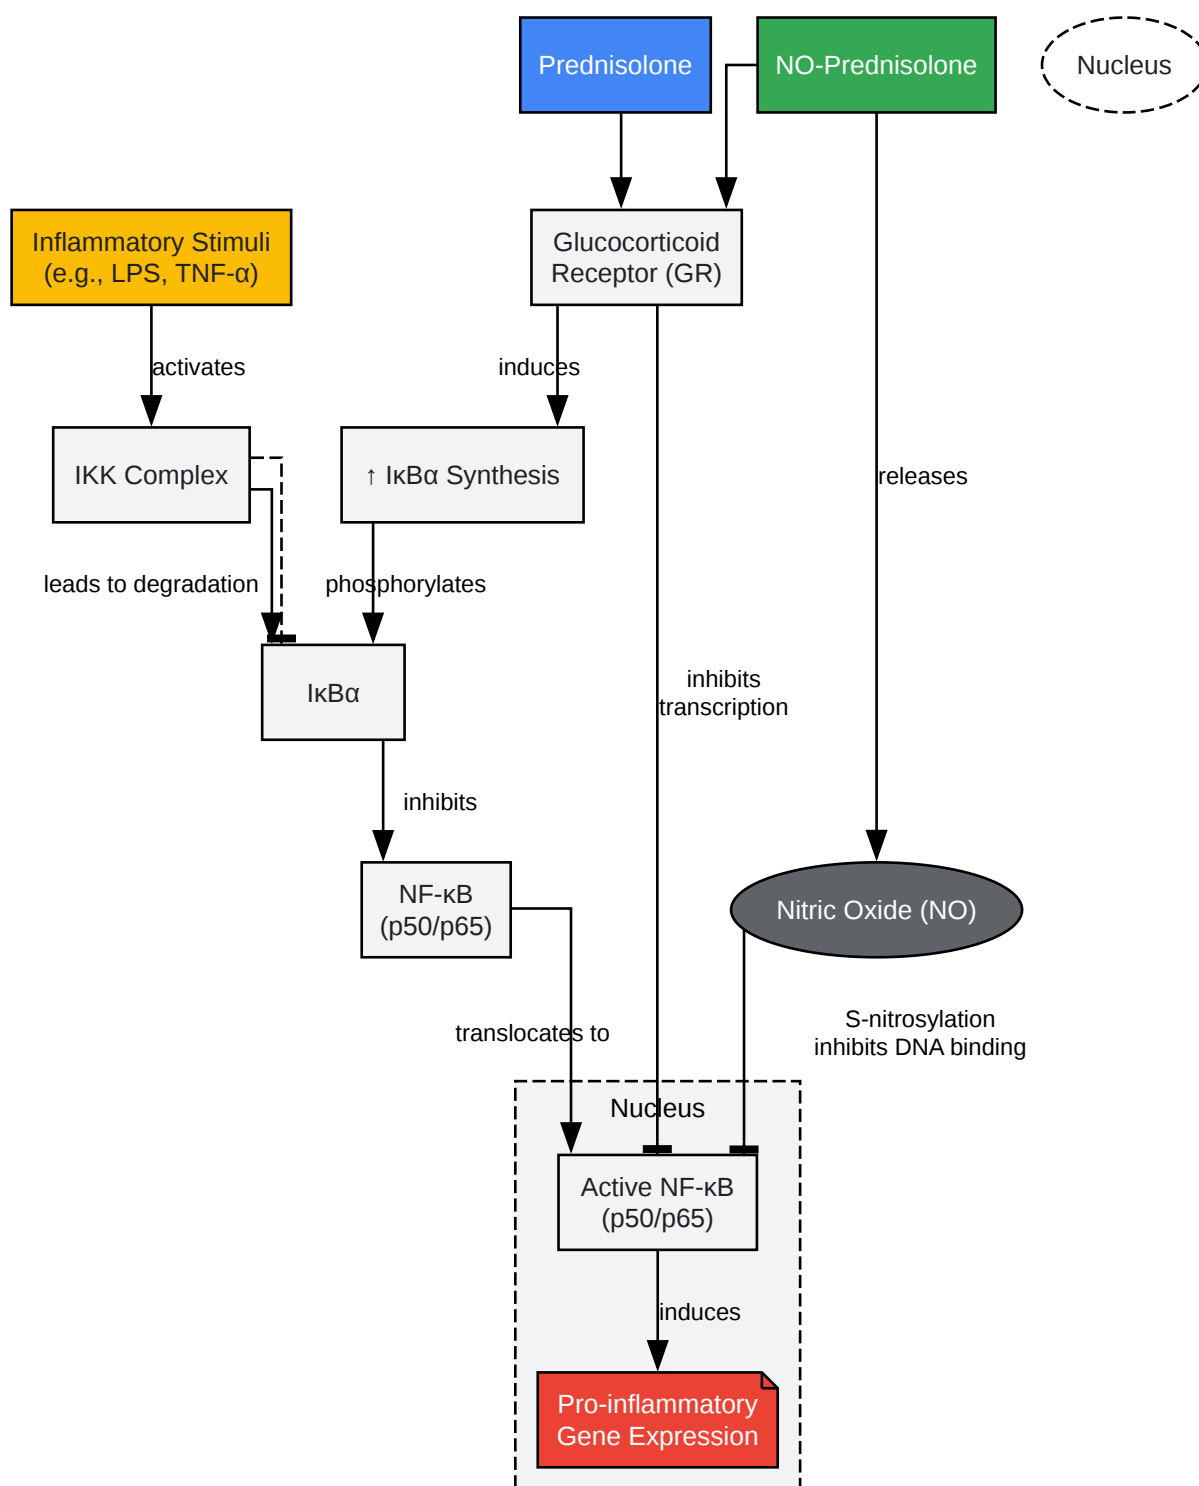 Prednisolone
NO-Prednisolone
Nucleus
Inflammatory Stimuli
(e.g., LPS, TNF-α)
Glucocorticoid
Receptor (GR)
activates
induces
IKK Complex
↑ IκBα Synthesis
releases
leads to degradation
phosphorylates
IκBα
inhibits
transcription
inhibits
NF-κB
(p50/p65)
Nitric Oxide (NO)
translocates to
S-nitrosylation
inhibits DNA binding
Nucleus
Active NF-κB
(p50/p65)
induces
Pro-inflammatory
Gene Expression